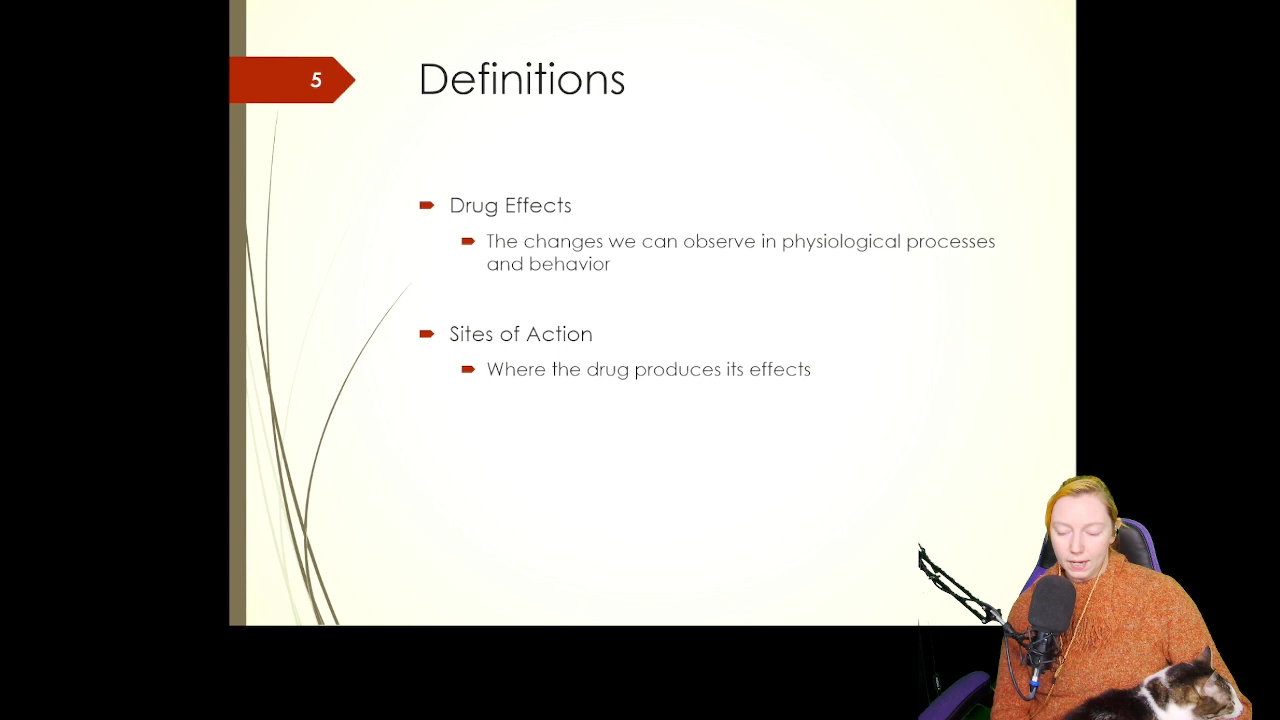 5
Definitions
Drug Effects
The changes we can observe in physiological processes
and behavior
Sites of Action
Where the drug produces its effects